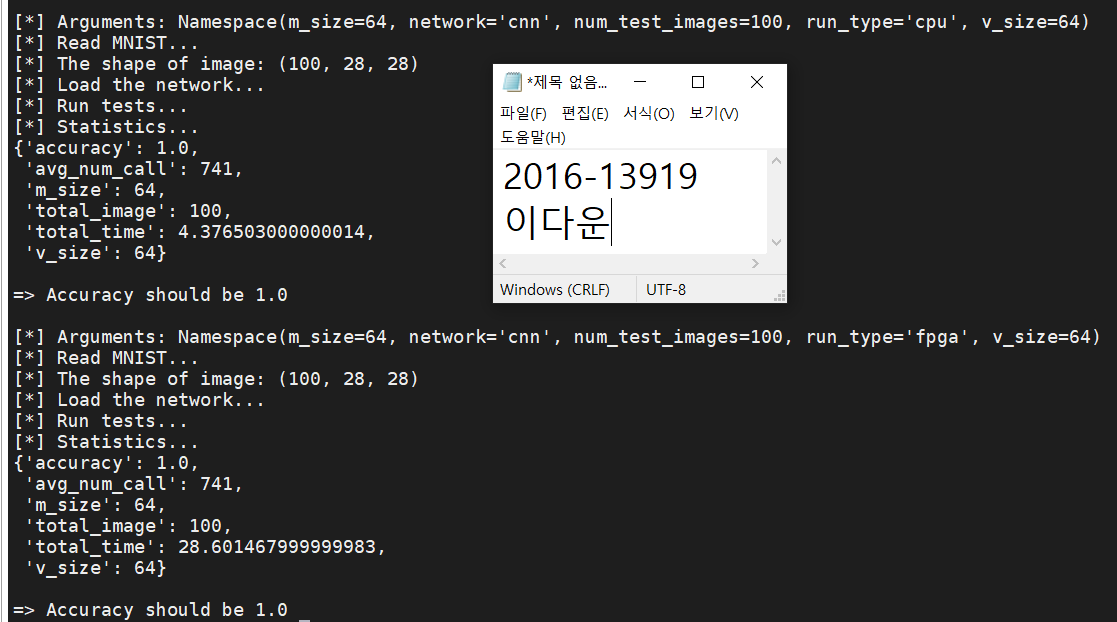 [*] Arguments: Namespace(m_size=64, network='cnn', num_test_images=100, run_type='cpu', v_size=64)
[*] Read MNIST...
[*] The shape of image: (100, 28, 28)
[*] Load the network...
[*] Run tests...
[*] Statistics...
{'accuracy': 1.0,
 'avg_num_call': 741,
 'm_size': 64,
 'total_image': 100,
 'total_time': 4.376503000000014,
 'v_size': 64}
=> Accuracy should be 1.0
*제목 없음...
파일(F) 편집(E) 서식(O) 보기(V)
도움말(H)
2016-13919
이다운
Windows (CRLF) UTF-8
[*] Arguments: Namespace(m_size=64, network='cnn', num_test_images=100, run_type='fpga', v_size=64)
[*] Read MNIST...
[*] The shape of image: (100, 28, 28)
[*] Load the network...
[*] Run tests...
[*] Statistics...
{'accuracy': 1.0,
 'avg_num_call': 741,
 'm_size': 64,
 'total_image': 100,
 'total_time': 28.601467999999983,
 'v_size': 64}
=> Accuracy should be 1.0